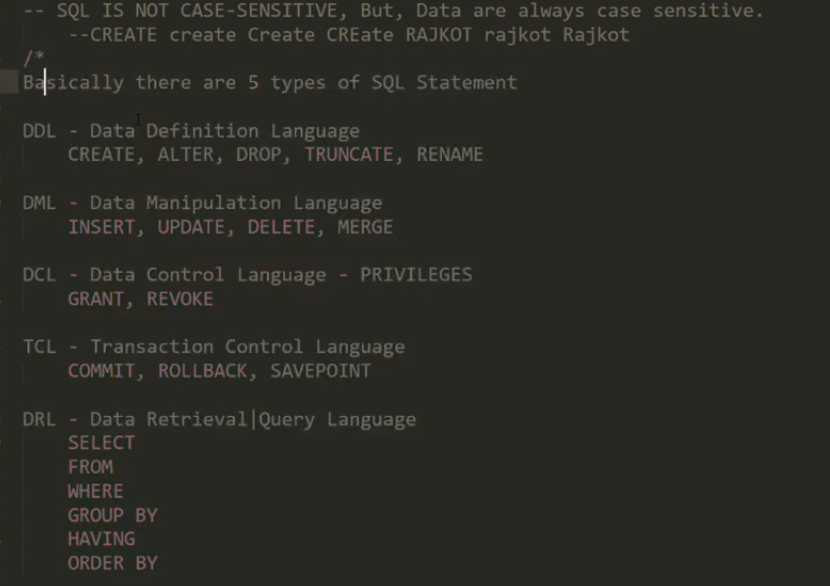 -- SQL IS NOT CASE-SENSITIVE, But, Data are always case sensitive.
--CREATE create Create CREate RAJKOT rajkot Rajkot
/*
Basically there are 5 types of SQL Statement
DDL - Data Definition Language
CREATE, ALTER, DROP, TRUNCATE, RENAME
DML - Data Manipulation Language
INSERT, UPDATE, DELETE, MERGE
DCL - Data Control Language - PRIVILEGES
GRANT, REVOKE
TCL - Transaction Control Language
COMMIT, ROLLBACK, SAVEPOINT
DRL - Data Retrieval|Query Language
SELECT
FROM
WHERE
GROUP BY
HAVING
ORDER BY